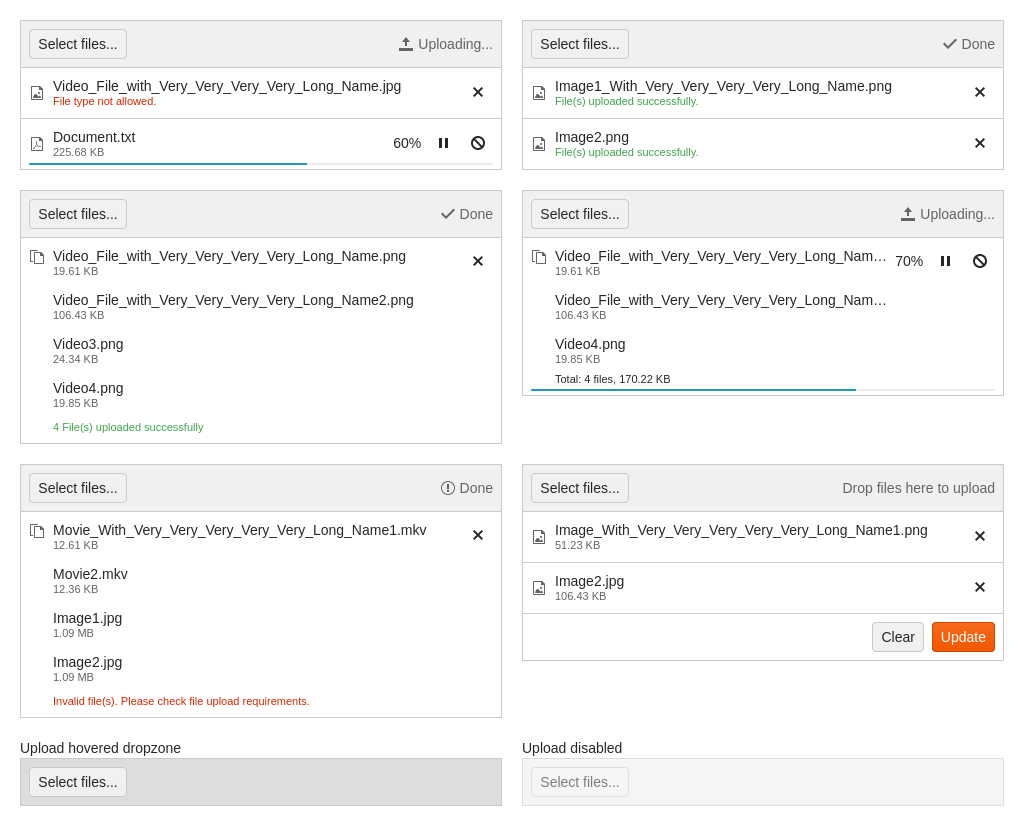 Select files...
Uploading...
Video_File_with_Very_Very_Very_Very_Long_Name.jpg
File type not allowed.
Document.txt
60%
225.68 KB
Select files...
Done
Image1_With_Very_Very_Very_Very_Long_Name.png
File(s) uploaded successfully.
Image2.png
File(s) uploaded successfully.
Select files...
Done
Video_File_with_Very_Very_Very_Very_Long_Name.png
19.61 KB
Video_File_with_Very_Very_Very_Very_Long_Name2.png
106.43 KB
Video3.png
24.34 KB
Video4.png
19.85 KB
4 File(s) uploaded successfully
Select files...
Uploading...
Video_File_with_Very_Very_Very_Very_Long_Nam...
70%
19.61 KB
Video_File_with_Very_Very_Very_Very_Long_Nam...
106.43 KB
Video4.png
19.85 KB
Total: 4 files, 170.22 KB
Select files...
Done
Movie_With_Very_Very_Very_Very_Very_Long_Name1.mkv
12.61 KB
Movie2.mkv
12.36 KB
Image1.jpg
1.09 MB
Image2.jpg
1.09 MB
Invalid file(s). Please check file upload requirements.
Select files...
Drop files here to upload
Image_With_Very_Very_Very_Very_Very_Long_Name1.png
51.23 KB
Image2.jpg
106.43 KB
Clear
Update
Upload hovered dropzone
Select files...
Upload disabled
Select files...